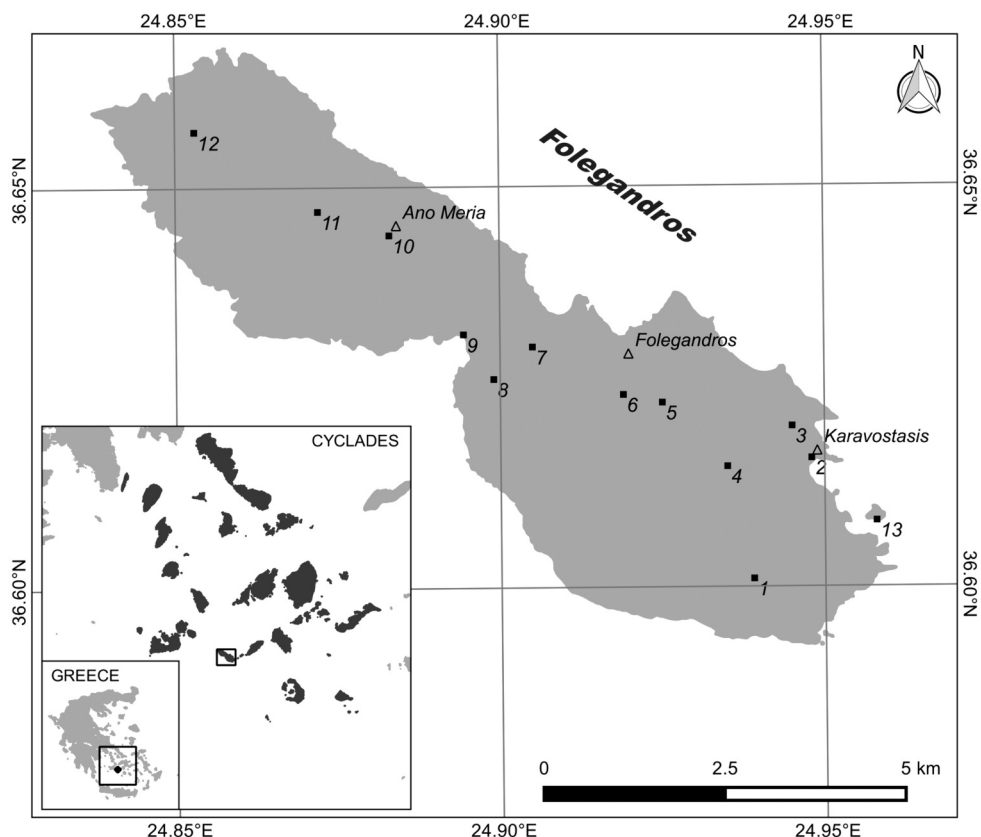 24.85°E 24.90°E 24.95°E
N
36.65°N
36.65°N
Folegandros
12
11
Ano Meria
10
9
7
8
Folegandros
6
5
3
Karavostasis
2
4
13
1
36.60°N
36.60°N
CYCLADES
GREECE
0 2.5 5 km
24.85°E 24.90°E 24.95°E